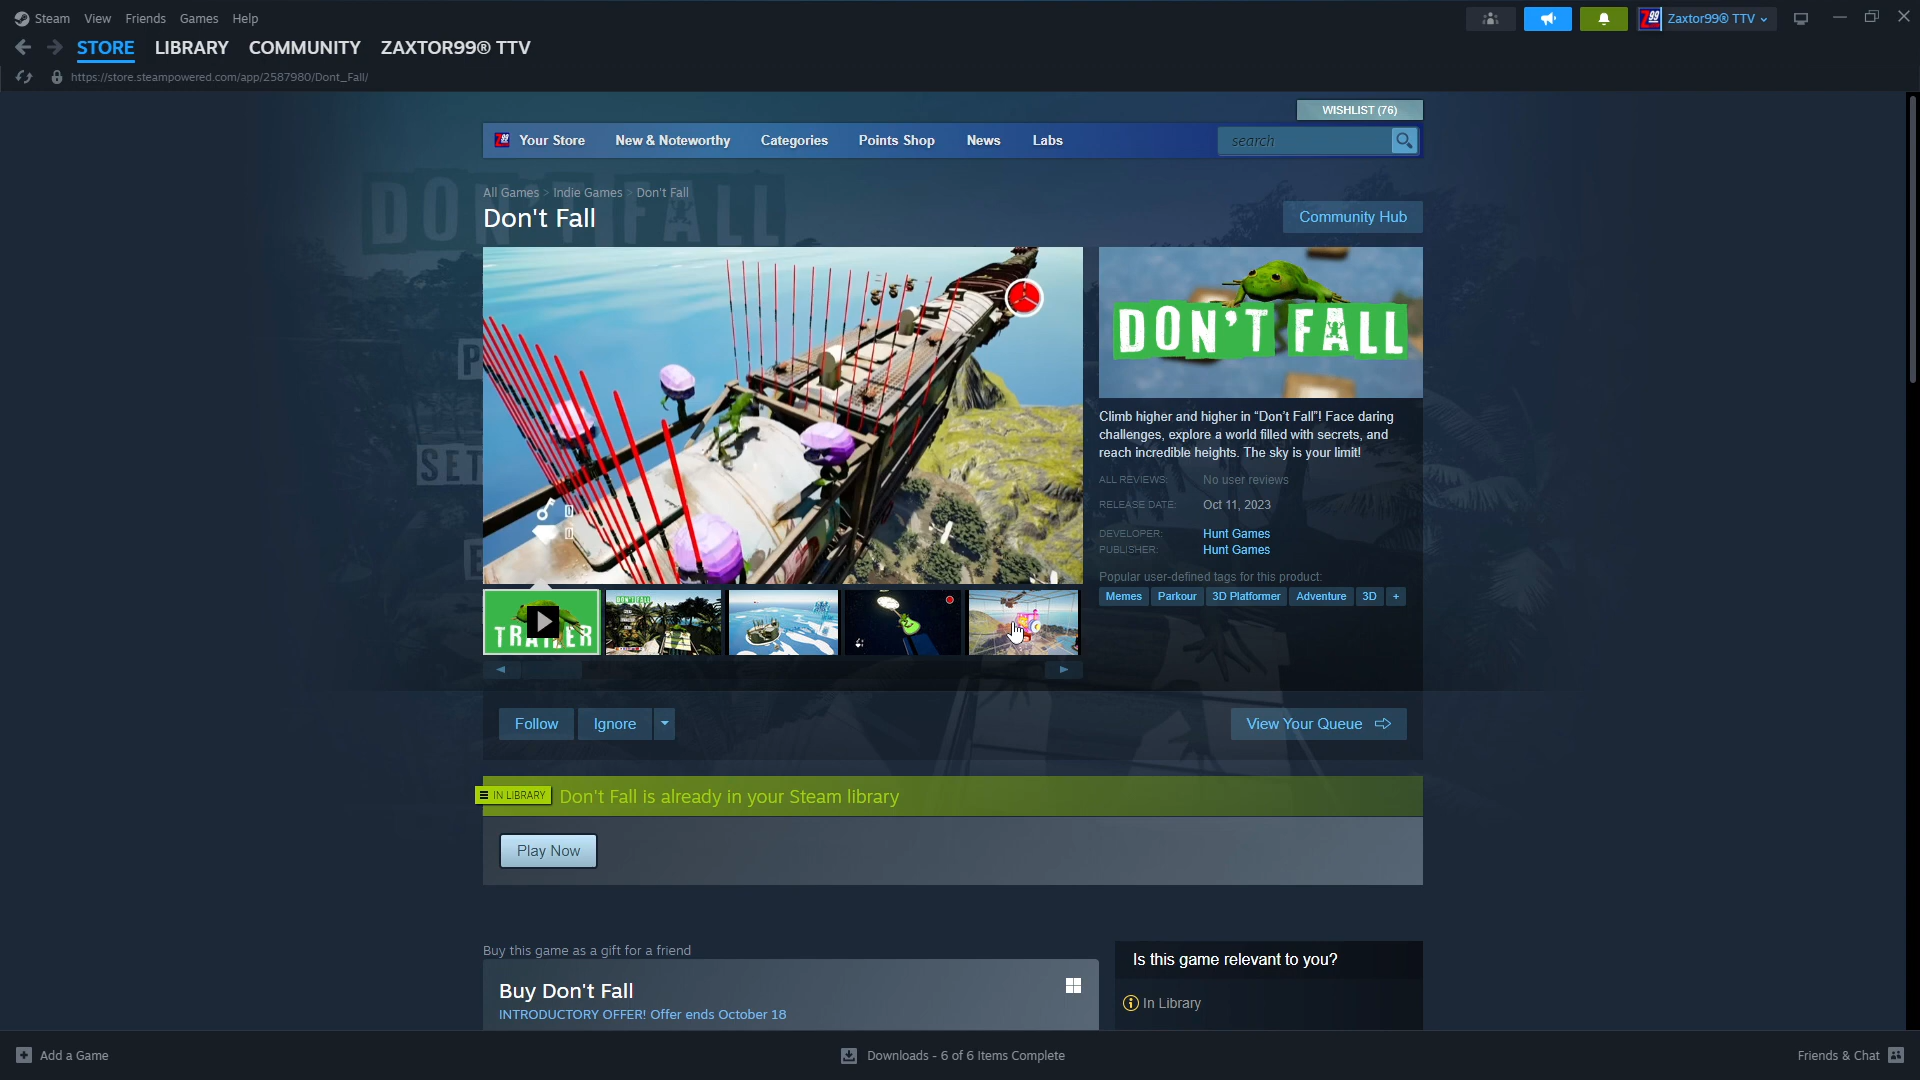 Steam View Friends Games Help
Zaxtor99® TTV
STORE LIBRARY COMMUNITY ZAXTOR99® TTV
https://store.steampowered.com/app/2587980/Dont_Fall/
WISHLIST (76)
Your Store New & Noteworthy Categories Points Shop News Labs
search
All Games > Indie Games > Don't Fall
Don't Fall
Community Hub
DON'T FALL
DON'T FALL
Climb higher and higher in “Don't Fall”! Face daring
challenges, explore a world filled with secrets, and
reach incredible heights. The sky is your limit!
ALL REVIEWS: No user reviews
RELEASE DATE: Oct 11, 2023
DEVELOPER: Hunt Games
PUBLISHER: Hunt Games
Popular user-defined tags for this product:
Memes Parkour 3D Platformer Adventure 3D +
TRAILER
Follow Ignore
View Your Queue
IN LIBRARY Don't Fall is already in your Steam library
Play Now
Buy this game as a gift for a friend
Buy Don't Fall
INTRODUCTORY OFFER! Offer ends October 18
Is this game relevant to you?
In Library
Add a Game
Downloads - 6 of 6 Items Complete
Friends & Chat